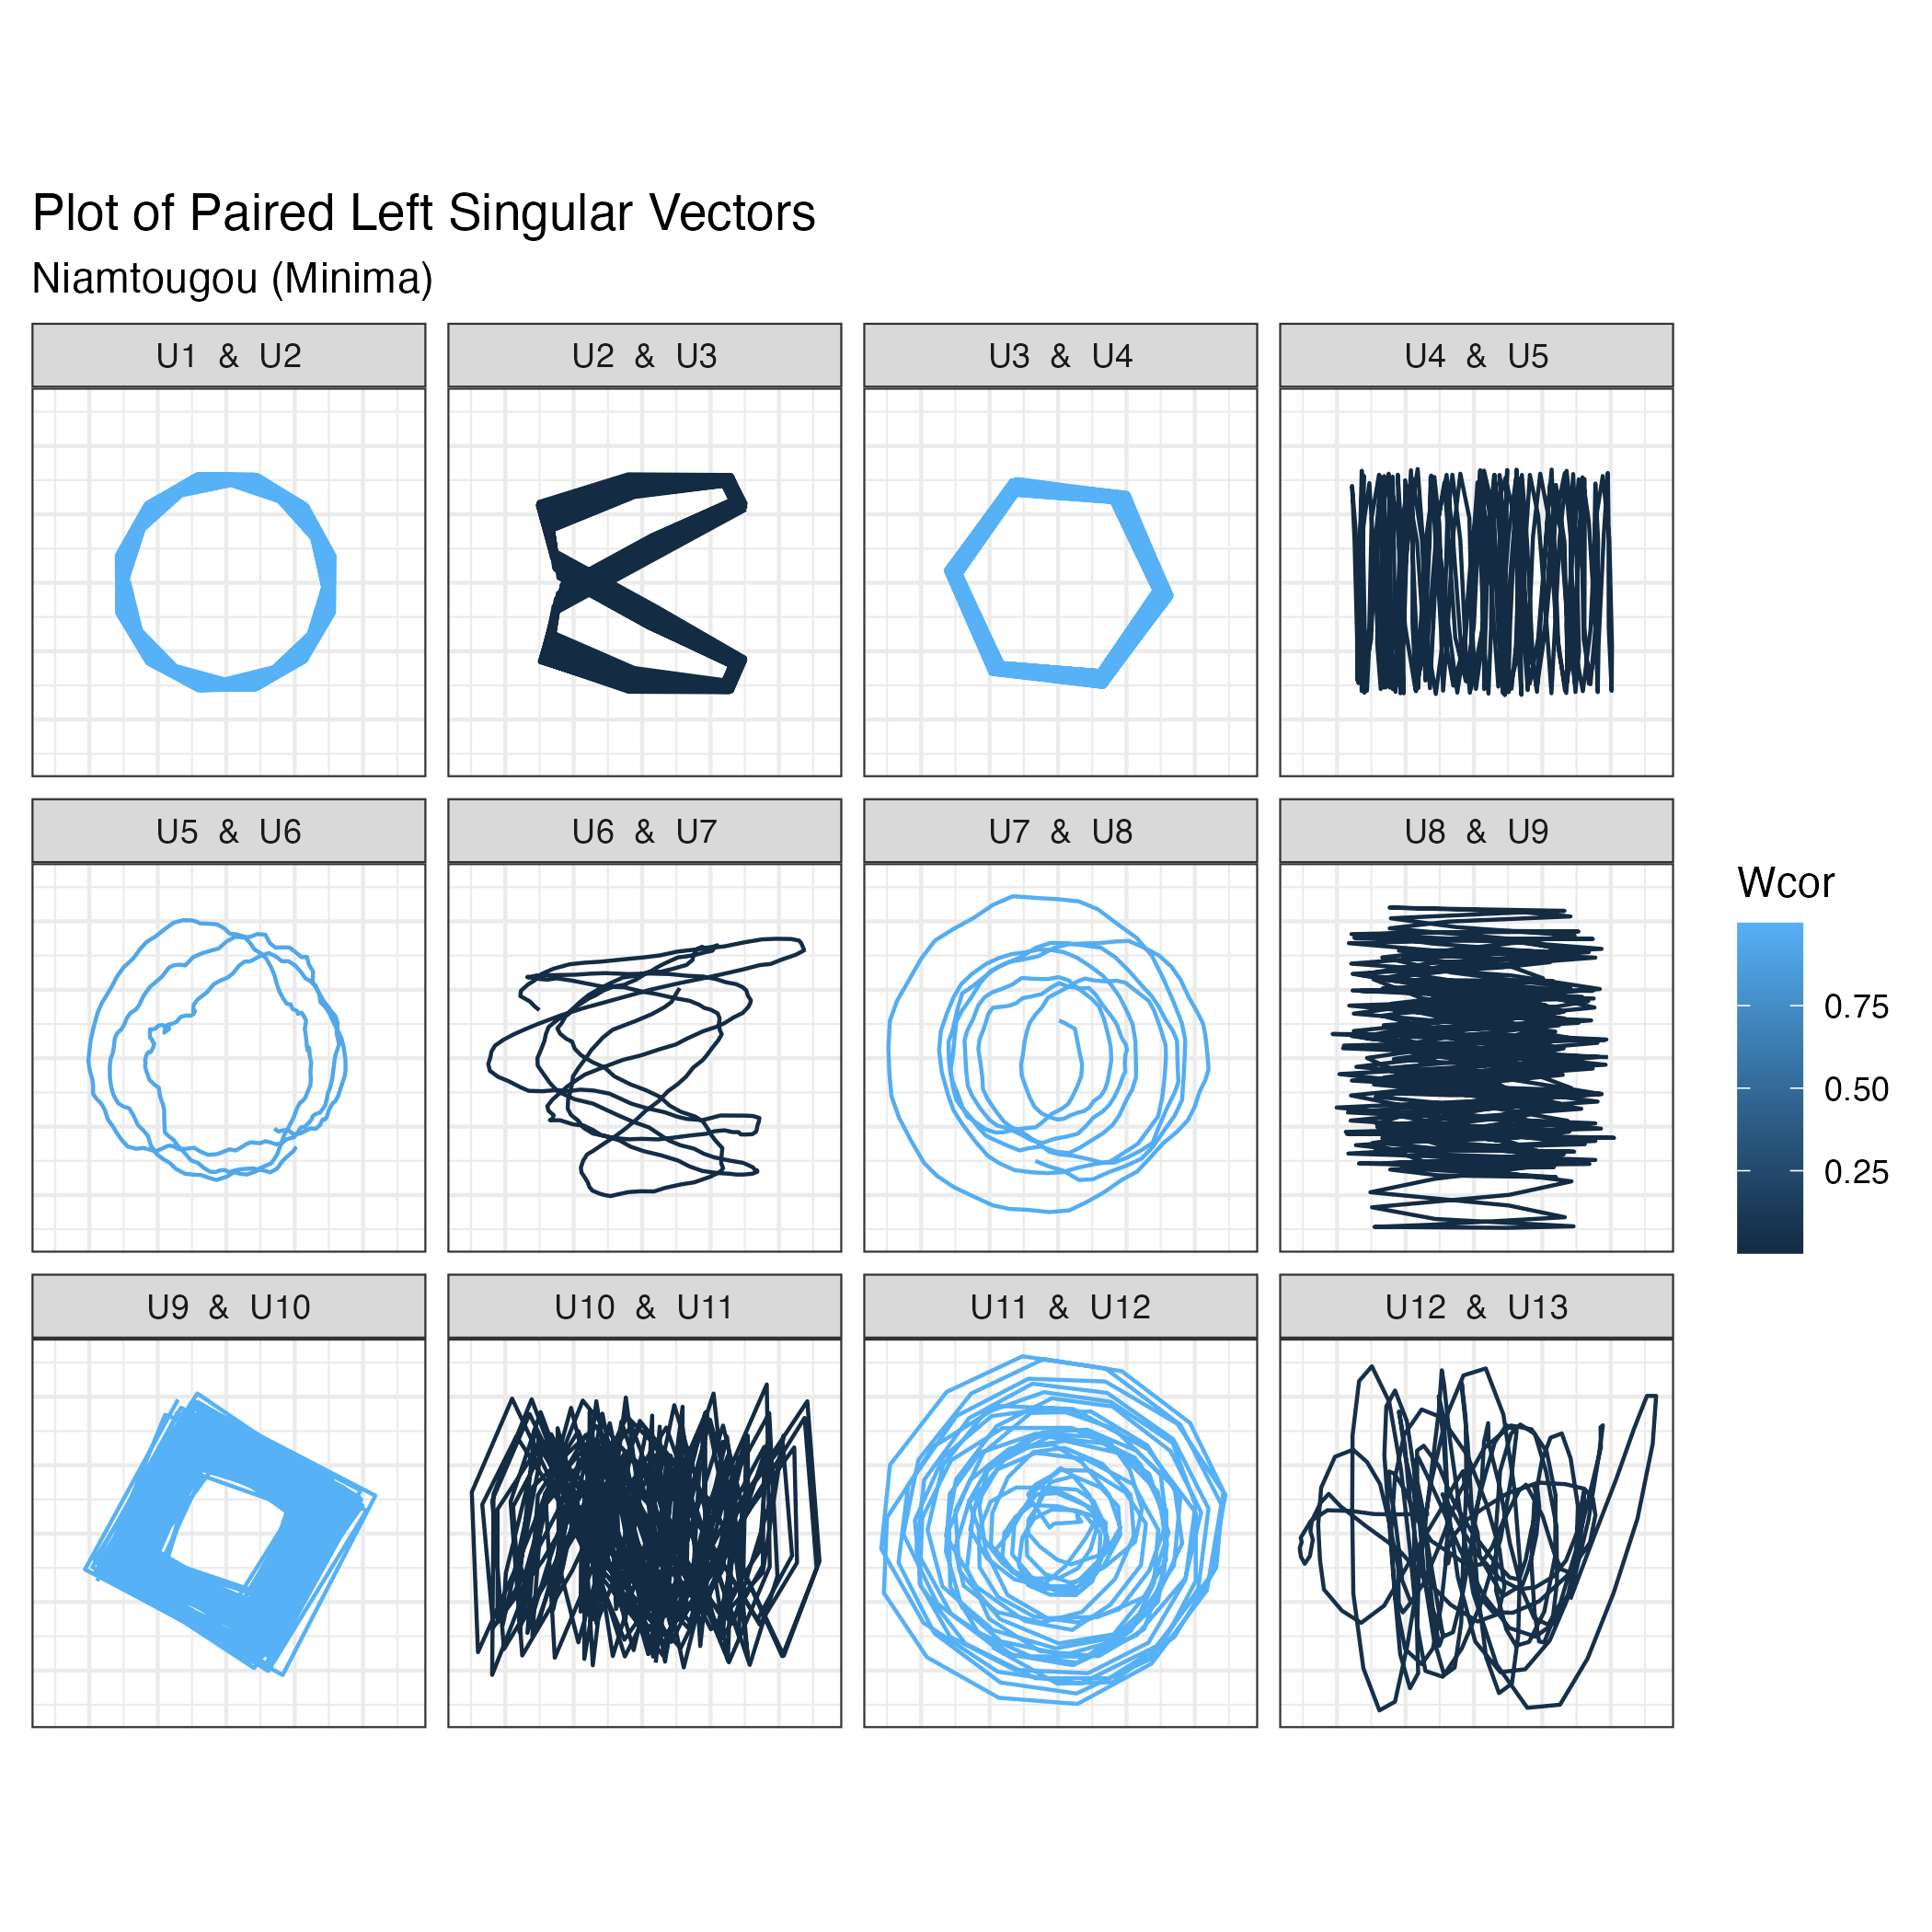 Plot of Paired Left Singular Vectors
Niamtougou (Minima)
U1 & U2
U2 & U3
U3 & U4
U4 & U5
U5 & U6
U6 & U7
U7 & U8
U8 & U9
U9 & U10
U10 & U11
U11 & U12
U12 & U13
Wcor
0.75
0.50
0.25